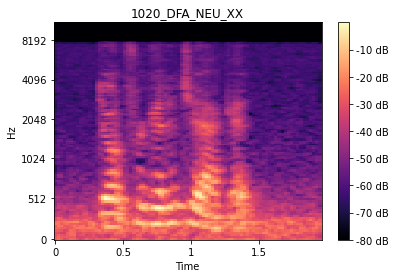 1020_DFA_NEU_XX
8192
4096
2048
1024
512
0
Hz
0
0.5
1
1.5
Time
-10 dB
-20 dB
-30 dB
-40 dB
-50 dB
-60 dB
-70 dB
-80 dB